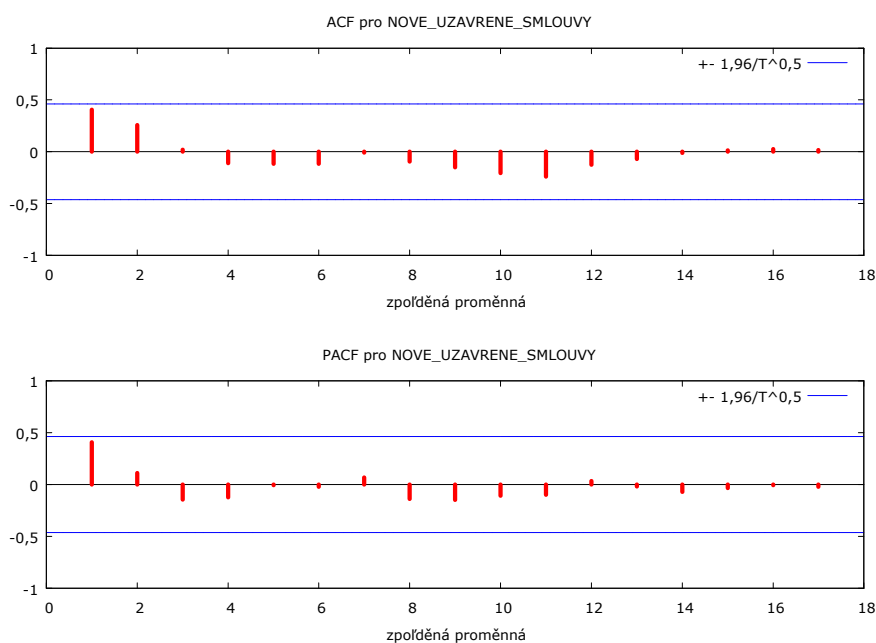 ACF pro NOVE_UZAVRENE_SMLOUVY
1
+- 1,96/T^0,5
0,5
0
-0,5
-1
0 2 4 6 8 10 12 14 16 18
zpoľděná proměnná
PACF pro NOVE_UZAVRENE_SMLOUVY
1
+- 1,96/T^0,5
0,5
0
-0,5
-1
0 2 4 6 8 10 12 14 16 18
zpoľděná proměnná